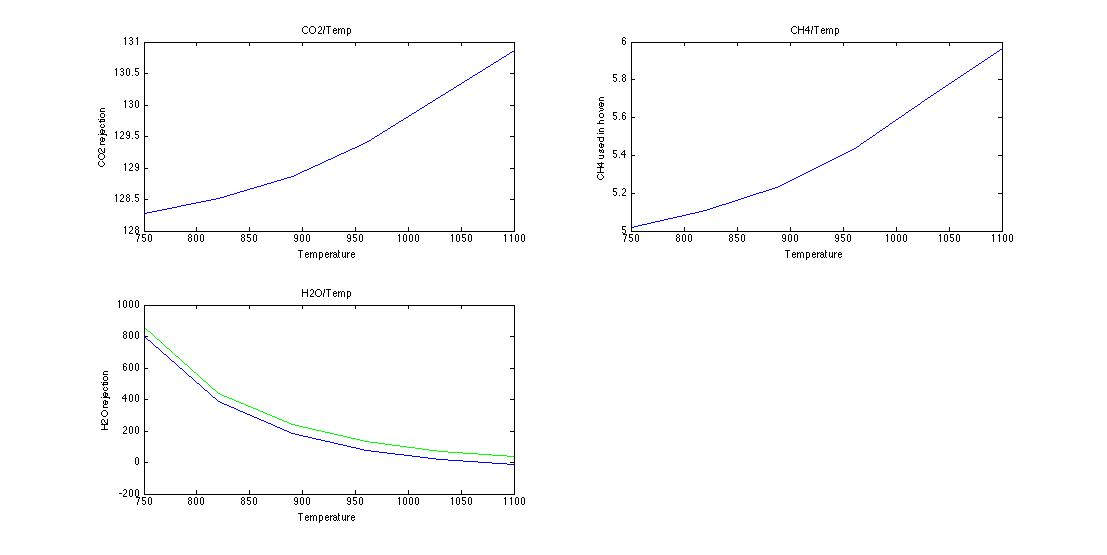 CO2/Temp
131
130.5
130
129.5
129
128.5
128
CO2 rejection
750 800 850 900 950 1000 1050 1100
Temperature
CH4/Temp
6
5.8
5.6
5.4
5.2
5
CH4 used in hoven
750 800 850 900 950 1000 1050 1100
Temperature
H2O/Temp
1000
800
600
400
200
0
-200
H2O rejection
750 800 850 900 950 1000 1050 1100
Temperature